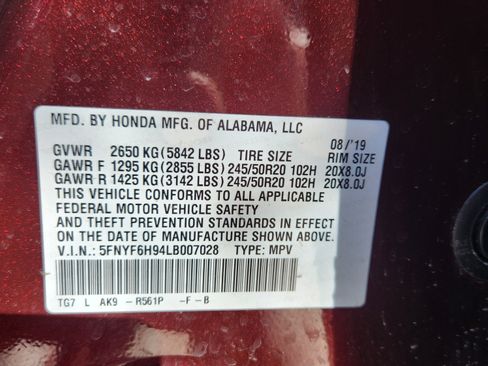 MFD. BY HONDA MFG. OF ALABAMA, LLC
08/'19
GVWR 2650 KG (5842 LBS) TIRE SIZE RIM SIZE
GAWR F 1295 KG (2855 LBS) 245/50R20 102H 20X8.0J
GAWR R 1425 KG (3142 LBS) 245/50R20 102H 20X8.0J
THIS VEHICLE CONFORMS TO ALL APPLICABLE
FEDERAL MOTOR VEHICLE SAFETY
AND THEFT PREVENTION STANDARDS IN EFFECT
ON THE DATE OF MANUFACTURE SHOWN ABOVE.
V.I.N.: 5FNYF6H94LB007028 TYPE: MPV
TG7 L AK9 -R561P -F-B